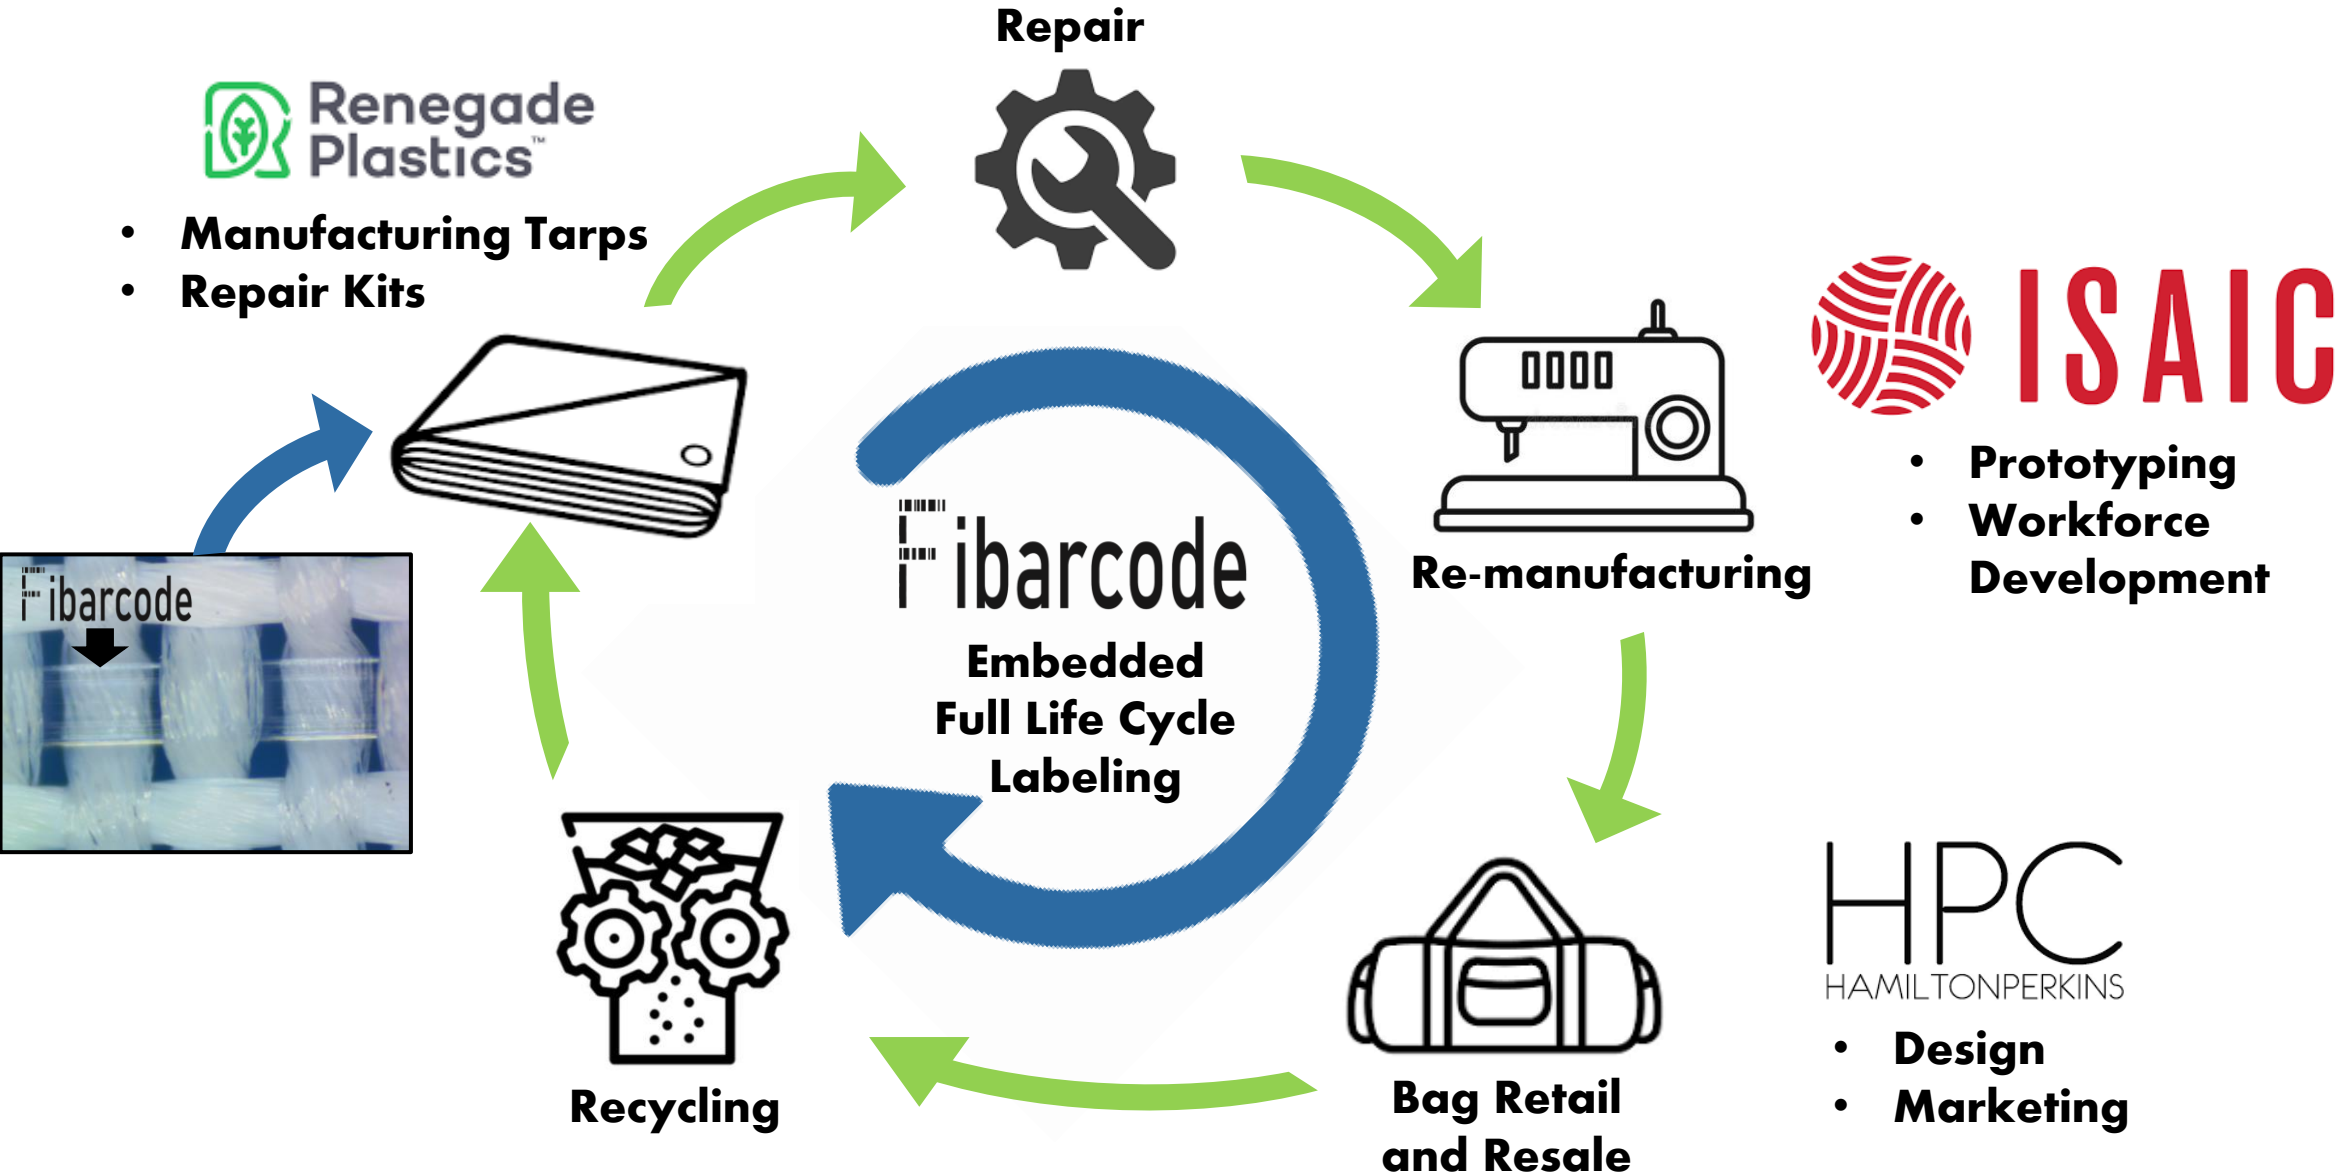 Repair
Renegade
Plastics™
• Manufacturing Tarps
• Repair Kits
ISAIC
• Prototyping
• Workforce
Development
Re-manufacturing
Fibarcode
Fibarcode
Embedded
Full Life Cycle
Labeling
HPC
HAMILTONPERKINS
• Design
• Marketing
Bag Retail
and Resale
Recycling